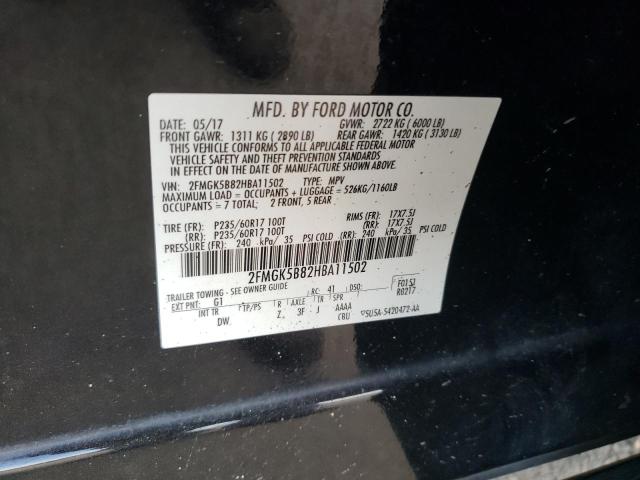 MFD. BY FORD MOTOR CO.
DATE: 05/17 GVWR: 2722 KG ( 6000 LB)
FRONT GAWR: 1311 KG ( 2890 LB) REAR GAWR: 1420 KG ( 3130 LB)
THIS VEHICLE CONFORMS TO ALL APPLICABLE FEDERAL MOTOR
VEHICLE SAFETY AND THEFT PREVENTION STANDARDS
IN EFFECT ON THE DATE OF MANUFACTURE SHOWN ABOVE.
VIN: 2FMGK5B82HBA11502 TYPE: MPV
MAXIMUM LOAD = OCCUPANTS + LUGGAGE = 526KG/1160LB
OCCUPANTS = 7 TOTAL; 2 FRONT, 5 REAR
TIRE (FR): P235/60R17 100T RIMS (FR): 17X7.5J
(RR): P235/60R17 100T (RR): 17X7.5J
PRESSURE (FR): 240 kPa/ 35 PSI COLD (RR): 240 kPa/ 35 PSI COLD
2FMGK5B82HBA11502
TRAILER TOWING - SEE OWNER GUIDE RC: 41 DSO: F0152
EXT PNT: G1 R0217
INT TR TP/PS R AXLE TR SPR
DW Z 3F J AAAA
CBU 5U5A-5420472-AA